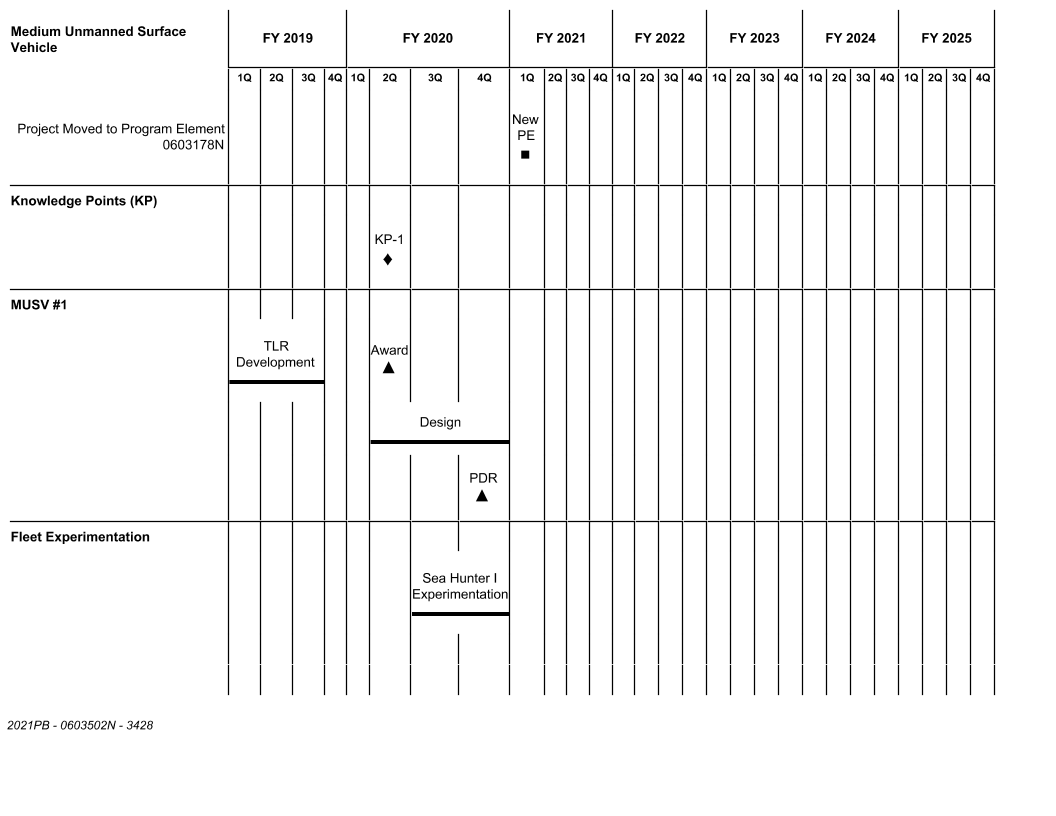 Medium Unmanned Surface
Vehicle
FY 2019 FY 2020 FY 2021 FY 2022 FY 2023 FY 2024 FY 2025
1Q 2Q 3Q 4Q 1Q 2Q 3Q 4Q 1Q 2Q 3Q 4Q 1Q 2Q 3Q 4Q 1Q 2Q 3Q 4Q 1Q 2Q 3Q 4Q 1Q 2Q 3Q 4Q
Project Moved to Program Element
0603178N
New
PE
Knowledge Points (KP)
KP-1
MUSV #1
TLR
Development
Award
Design
PDR
Fleet Experimentation
Sea Hunter I
Experimentation
2021PB - 0603502N - 3428